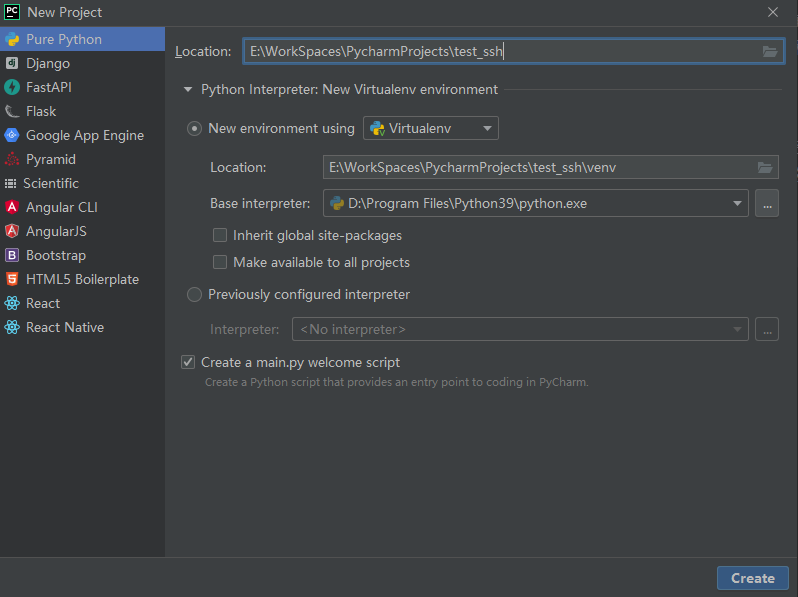 PC New Project
Pure Python
Location: E:\WorkSpaces\PycharmProjects\test_ssh
dj Django
Python Interpreter: New Virtualenv environment
FastAPI
Flask
New environment using Virtualenv
Google App Engine
Pyramid
Location: E:\WorkSpaces\PycharmProjects\test_ssh\venv
Scientific
Base interpreter: D:\Program Files\Python39\python.exe ...
A Angular CLI
A AngularJS
Inherit global site-packages
B Bootstrap
Make available to all projects
5 HTML5 Boilerplate
Previously configured interpreter
React
React Native
Interpreter: <No interpreter> ...
Create a main.py welcome script
Create a Python script that provides an entry point to coding in PyCharm.
Create